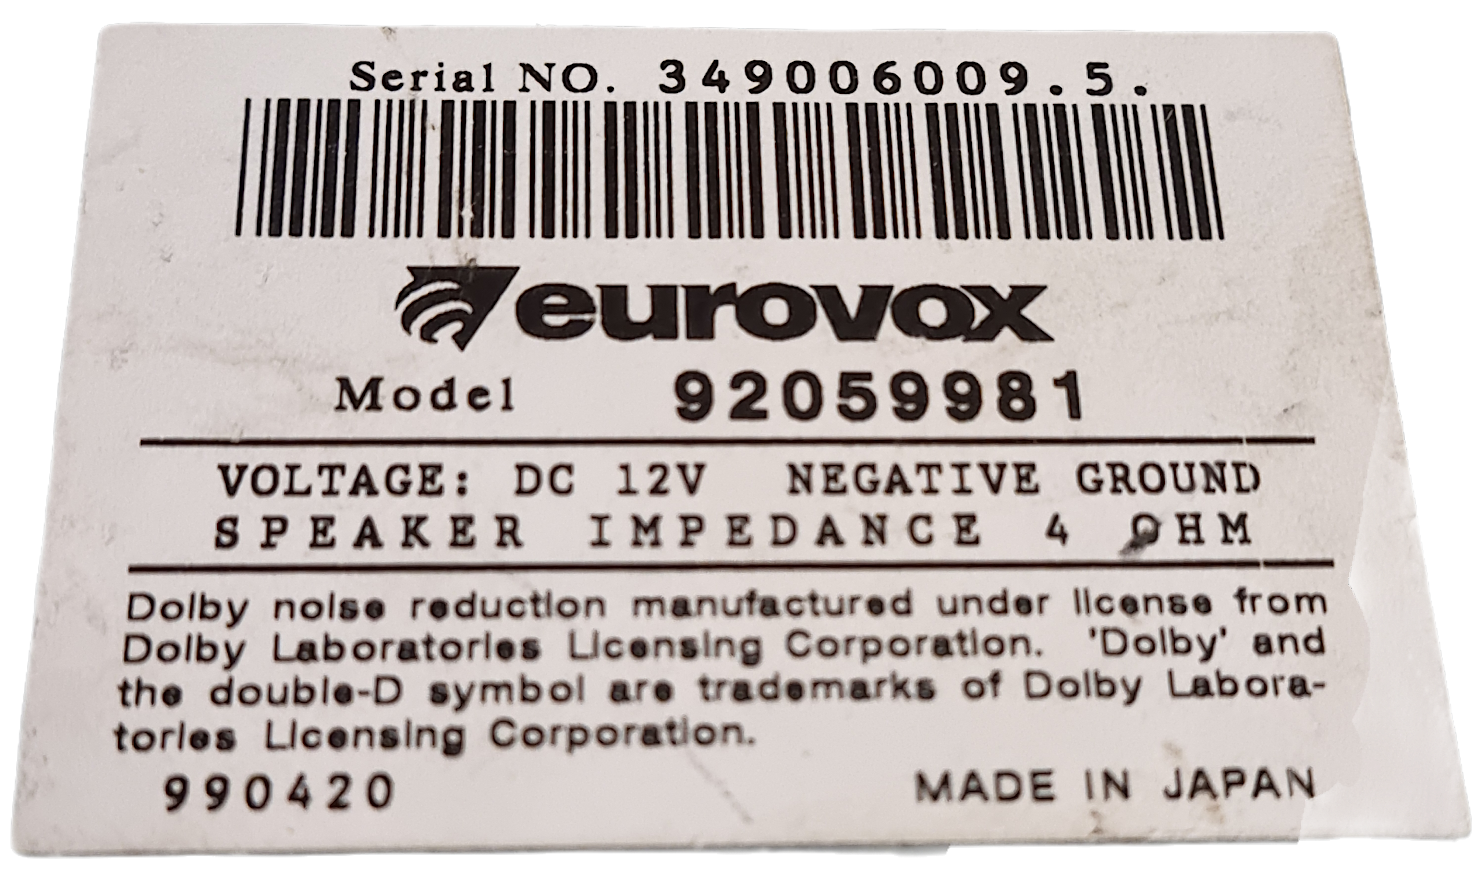 Serial NO. 349006009.5.
eurovox
Model 92059981
VOLTAGE: DC 12V NEGATIVE GROUND
SPEAKER IMPEDANCE 4 OHM
Dolby noise reduction manufactured under license from
Dolby Laboratories Licensing Corporation. 'Dolby' and
the double-D symbol are trademarks of Dolby Labora-
tories Licensing Corporation.
990420 MADE IN JAPAN